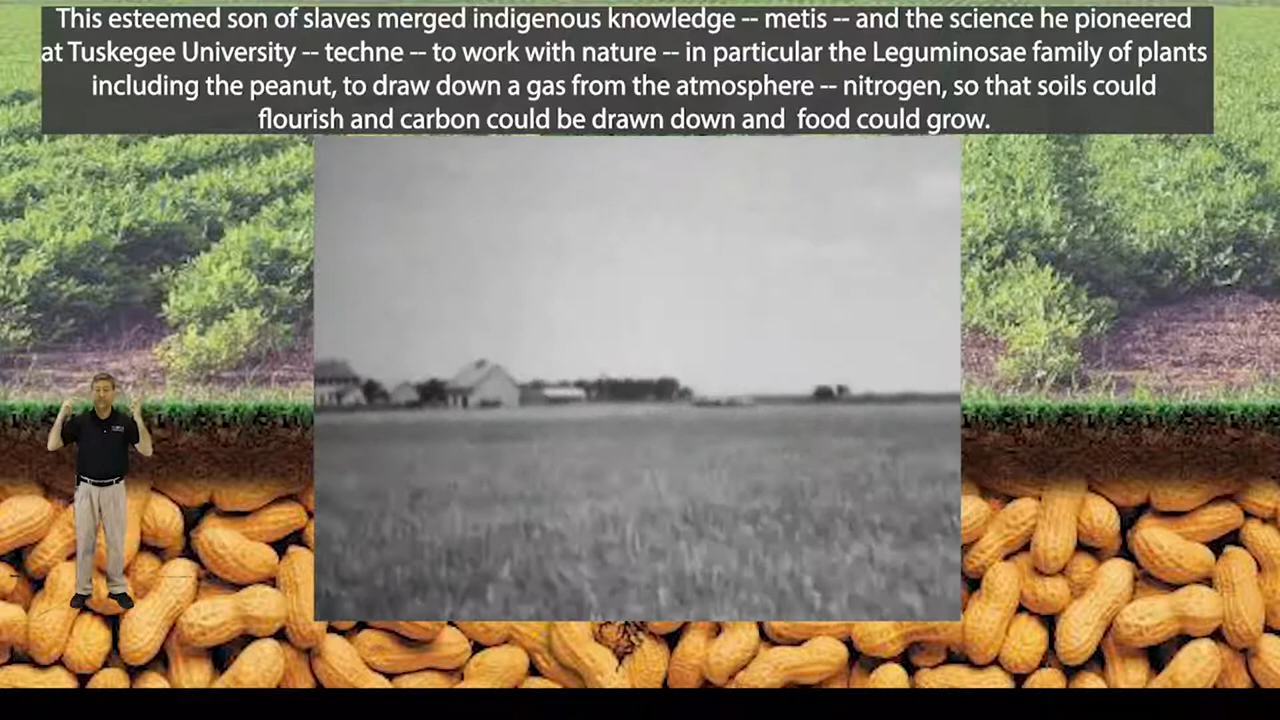 This esteemed son of slaves merged indigenous knowledge -- metis -- and the science he pioneered
at Tuskegee University -- techne -- to work with nature -- in particular the Leguminosae family of plants
including the peanut, to draw down a gas from the atmosphere -- nitrogen, so that soils could
flourish and carbon could be drawn down and  food could grow.